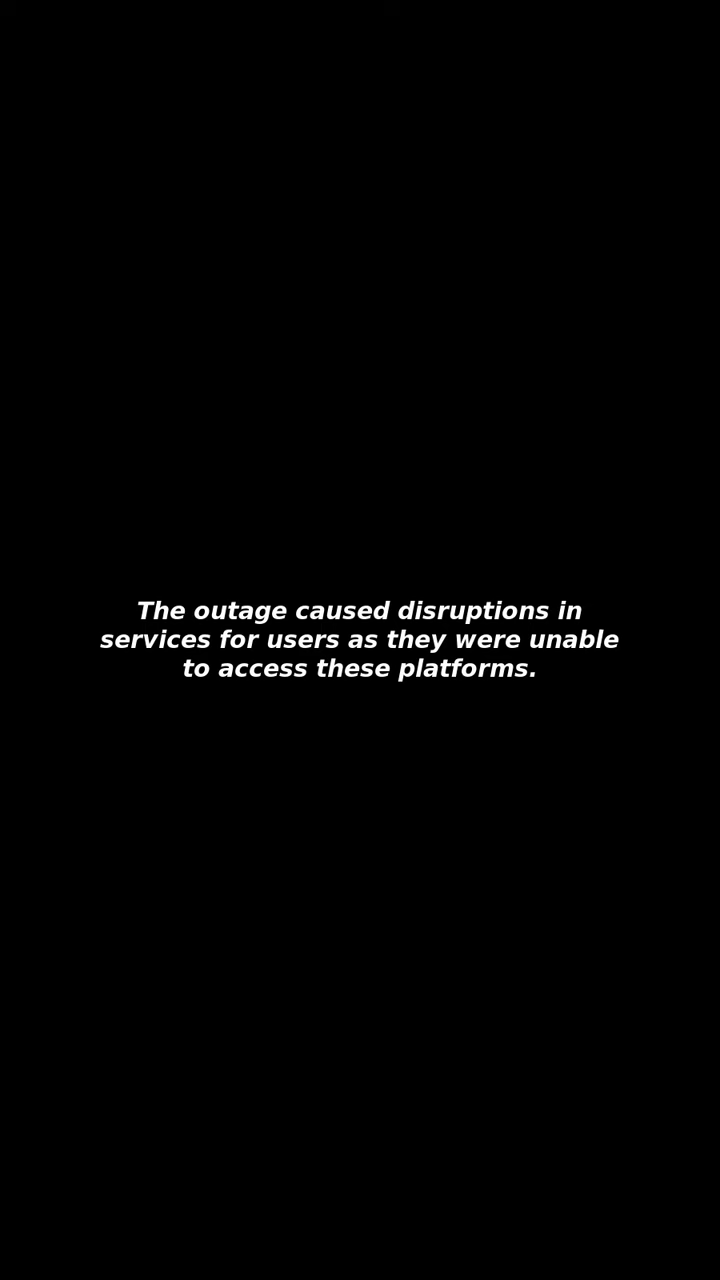 The outage caused disruptions in
services for users as they were unable
to access these platforms.